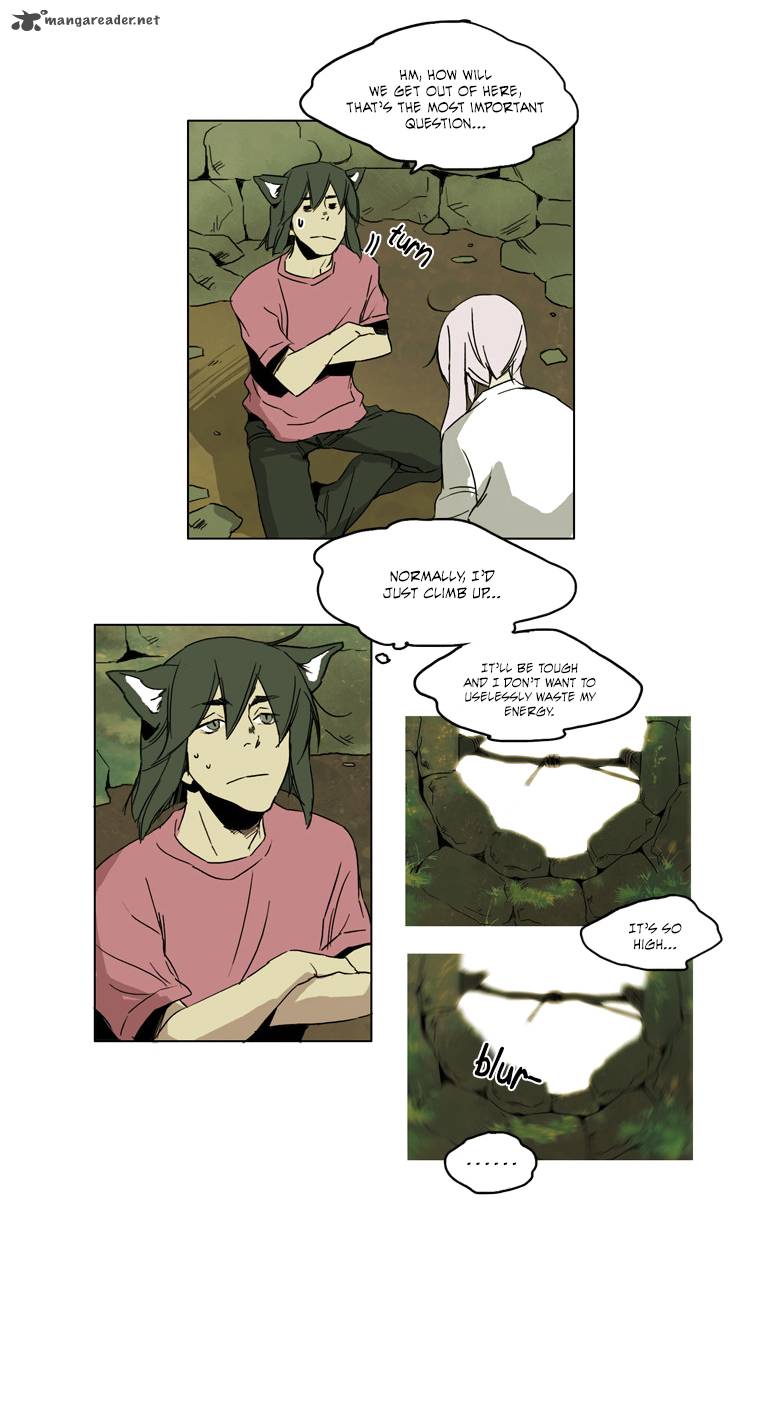 mangareader.net
HM, HOW WILL
WE GET OUT OF HERE,
THAT'S THE MOST IMPORTANT
QUESTION...
turn
NORMALLY, I'D
JUST CLIMB UP...
IT'LL BE TOUGH
AND I DON'T WANT TO
USELESSLY WASTE MY
ENERGY.
IT'S SO
HIGH...
blur
......